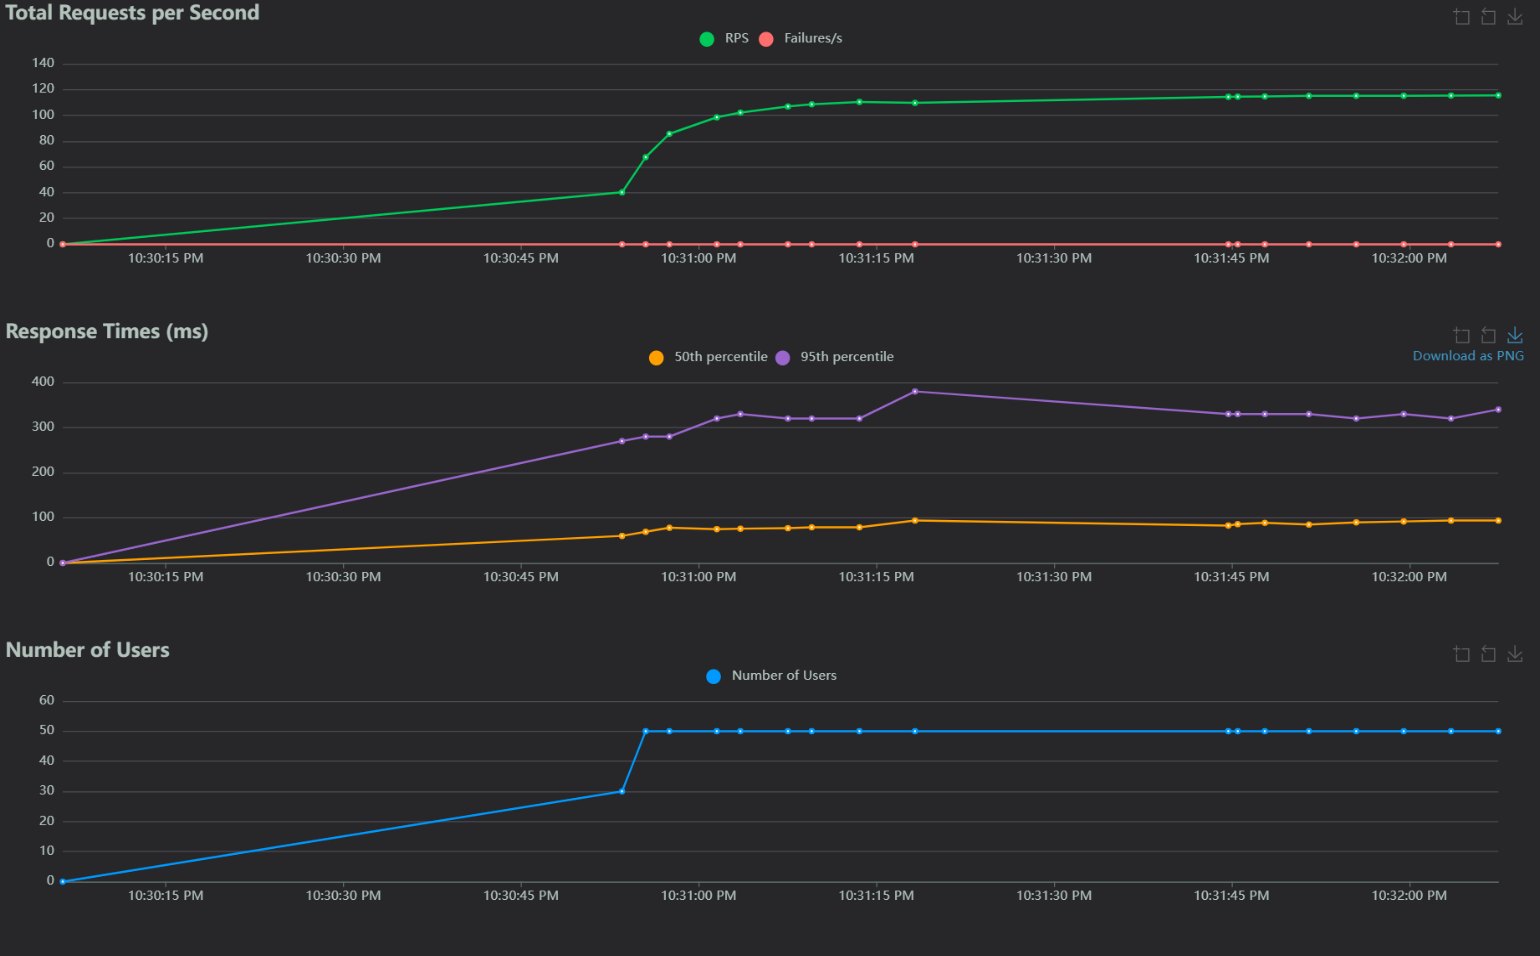 Total Requests per Second
RPS Failures/s
140
120
100
80
60
40
20
0
10:30:15 PM 10:30:30 PM 10:30:45 PM 10:31:00 PM 10:31:15 PM 10:31:30 PM 10:31:45 PM 10:32:00 PM
Response Times (ms)
50th percentile 95th percentile
Download as PNG
400
300
200
100
0
10:30:15 PM 10:30:30 PM 10:30:45 PM 10:31:00 PM 10:31:15 PM 10:31:30 PM 10:31:45 PM 10:32:00 PM
Number of Users
Number of Users
60
50
40
30
20
10
0
10:30:15 PM 10:30:30 PM 10:30:45 PM 10:31:00 PM 10:31:15 PM 10:31:30 PM 10:31:45 PM 10:32:00 PM